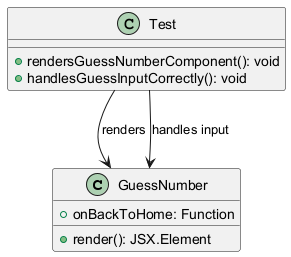 C Test
+rendersGuessNumberComponent(): void
+handlesGuessInputCorrectly(): void
renders
handles input
C GuessNumber
onBackToHome: Function
render(): JSX.Element